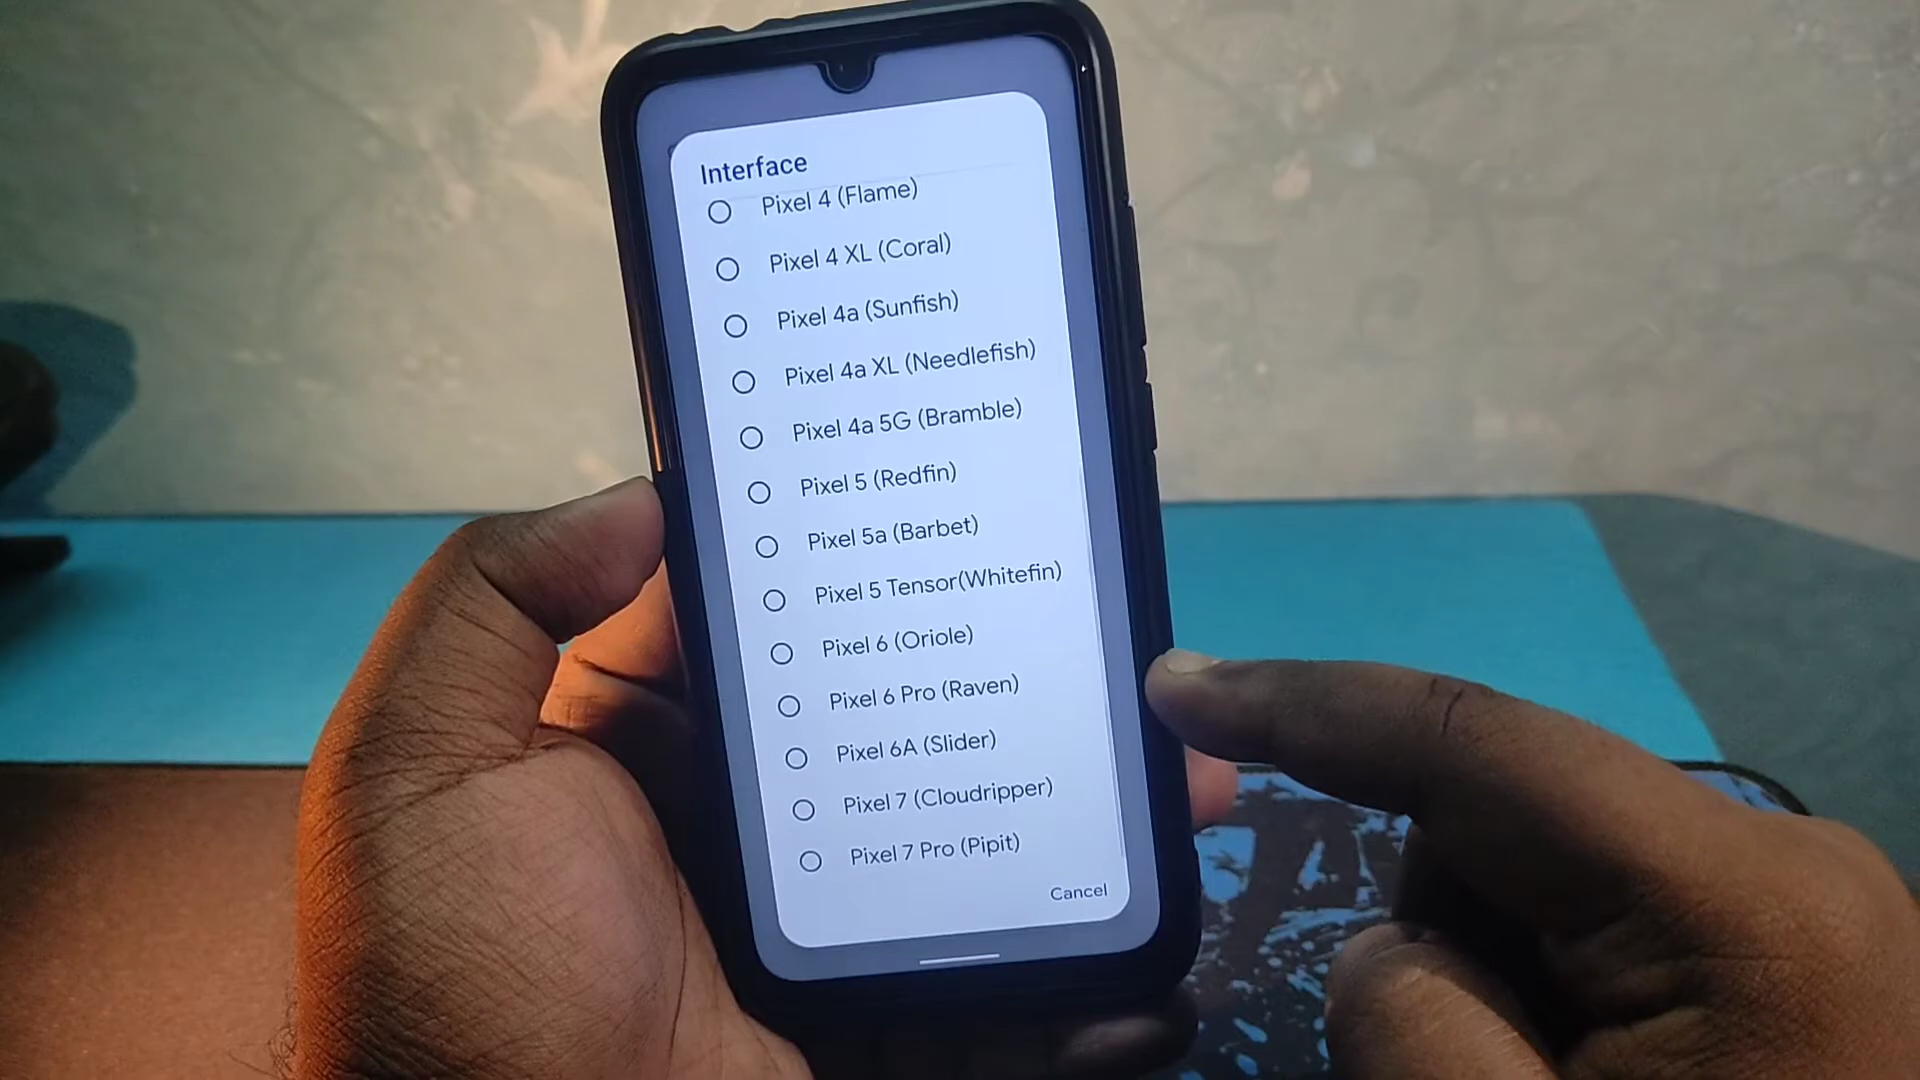 Interface
Pixel 4 (Flame)
Pixel 4 XL (Coral)
Pixel 4a (Sunfish)
Pixel 4a XL (Needlefish)
Pixel 4a 5G (Bramble)
Pixel 5 (Redfin)
Pixel 5a (Barbet)
Pixel 5 Tensor(Whitefin)
Pixel 6 (Oriole)
Pixel 6 Pro (Raven)
Pixel 6A (Slider)
Pixel 7 (Cloudripper)
Pixel 7 Pro (Pipit)
Cancel